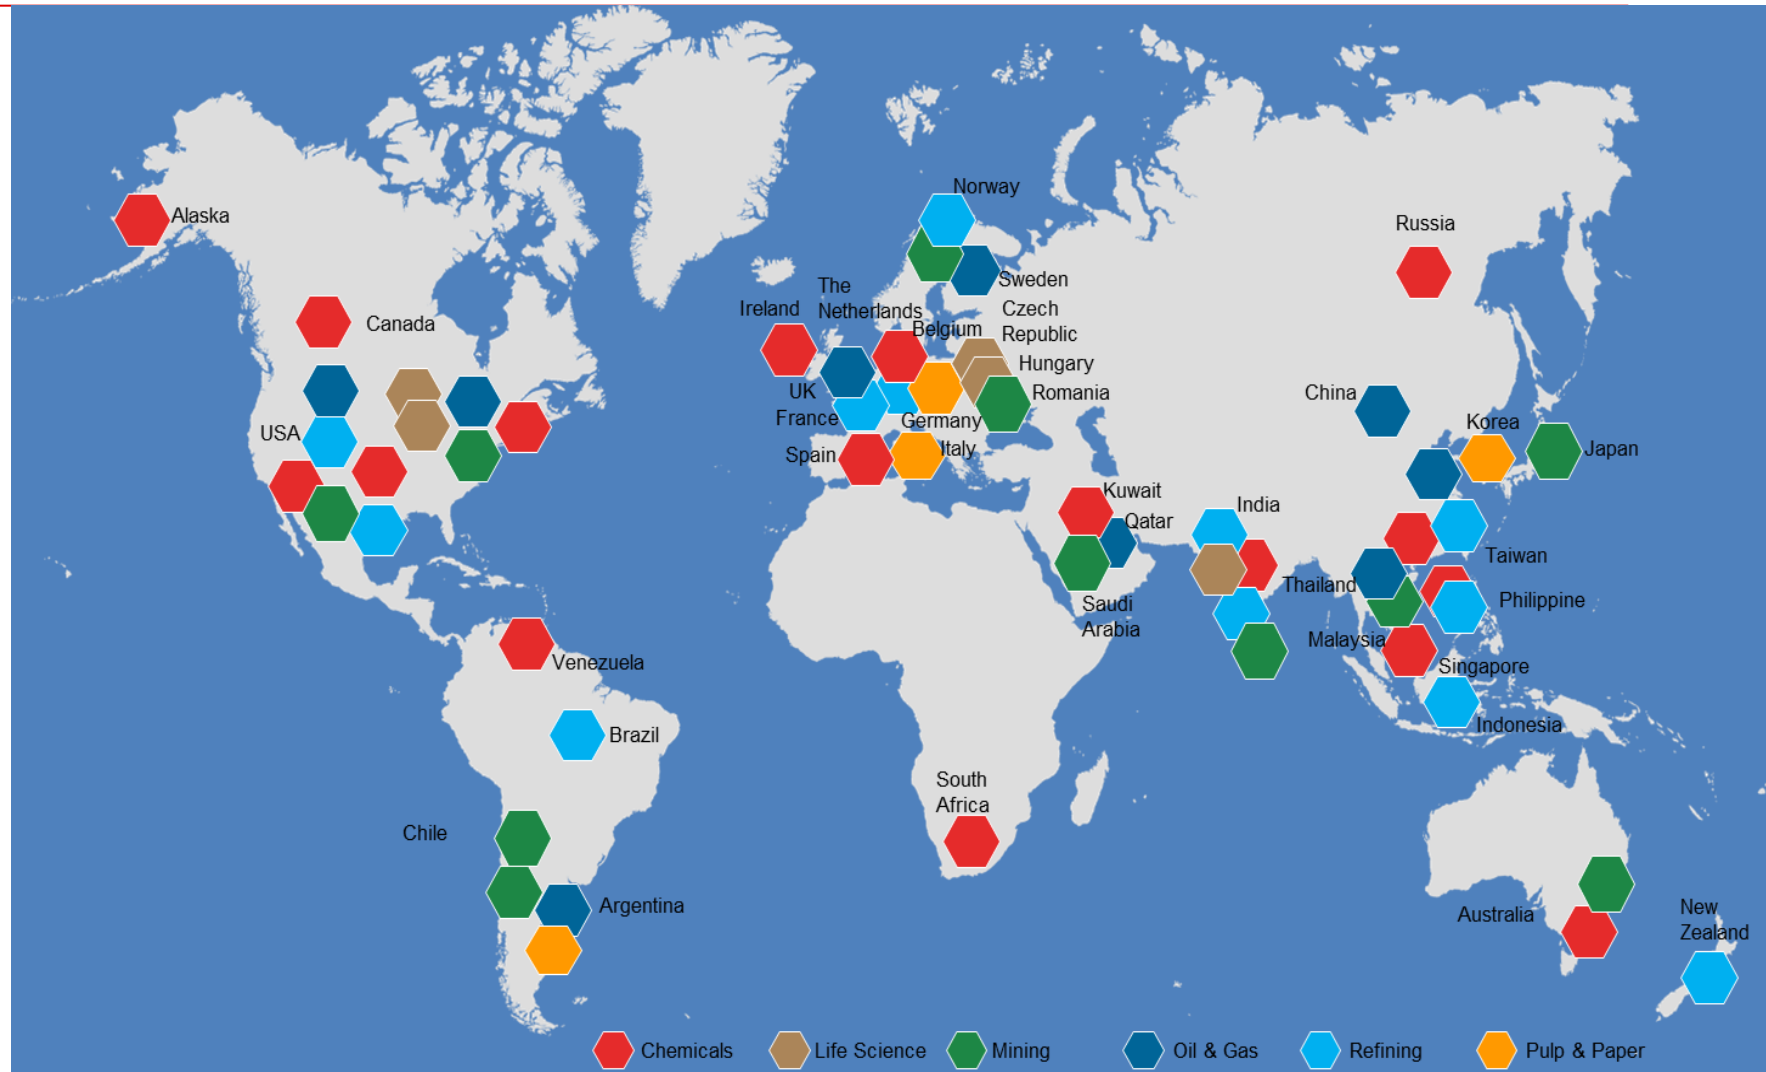 Norway
Alaska
Russia
Sweden
The
Netherlands
Czech
Republic
Ireland
Canada
Belgium
Hungary
UK
Romania
China
France
Germany
Korea
USA
Spain
Italy
Japan
Kuwait
India
Qatar
Taiwan
Thailand
Philippine
Saudi
Arabia
Malaysia
Venezuela
Singapore
Indonesia
Brazil
South
Africa
Chile
Argentina
Australia
New
Zealand
Chemicals
Life Science
Mining
Oil & Gas
Refining
Pulp & Paper